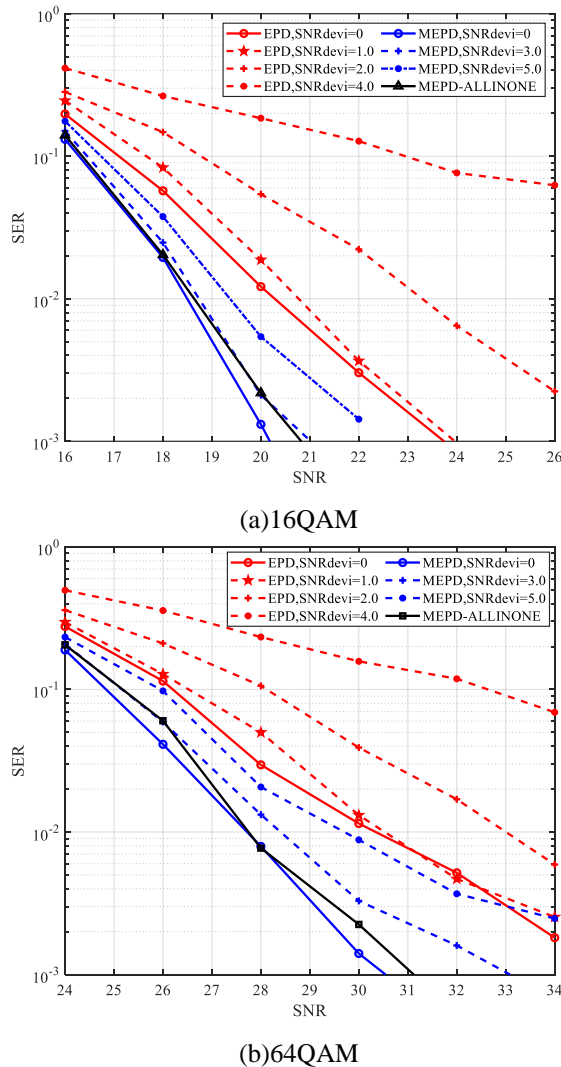 10^0
10^-1
10^-2
10^-3
SER
EPD,SNRdevi=0 MEPD,SNRdevi=0
EPD,SNRdevi=1.0 MEPD,SNRdevi=3.0
EPD,SNRdevi=2.0 MEPD,SNRdevi=5.0
EPD,SNRdevi=4.0 MEPD-ALLINONE
16 17 18 19 20 21 22 23 24 25 26
SNR
(a)16QAM
10^0
10^-1
10^-2
10^-3
SER
EPD,SNRdevi=0 MEPD,SNRdevi=0
EPD,SNRdevi=1.0 MEPD,SNRdevi=3.0
EPD,SNRdevi=2.0 MEPD,SNRdevi=5.0
EPD,SNRdevi=4.0 MEPD-ALLINONE
24 25 26 27 28 29 30 31 32 33 34
SNR
(b)64QAM